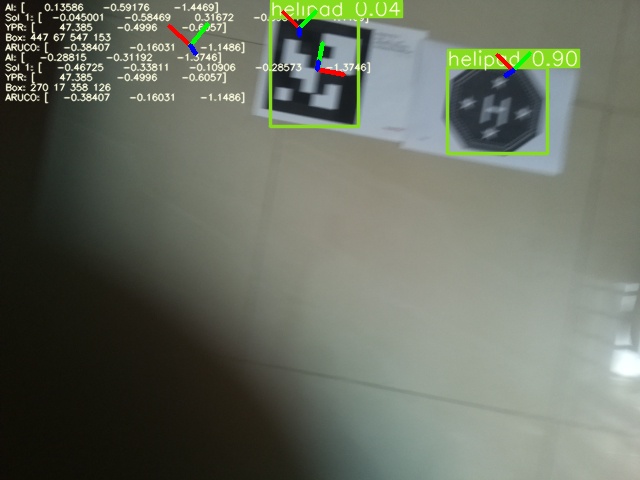 AI: [ 0.13586 -0.59176 -1.4469]
Sol 1: [ -0.045001 -0.58469 0.31672
YPR: [ 47.385 -0.4996 -0.6057]
Box: 447 67 547 153
ARUCO: [ -0.38407 -0.16031 -1.1486]
AI: [ -0.28815 -0.31192 -1.3746]
Sol 1: [ -0.46725 -0.33811 -0.10906 -0.28573 -1.3746]
YPR: [ 47.385 -0.4996 -0.6057]
Box: 270 17 358 126
ARUCO: [ -0.38407 -0.16031 -1.1486]
helipad 0.04
helipad 0.90
H